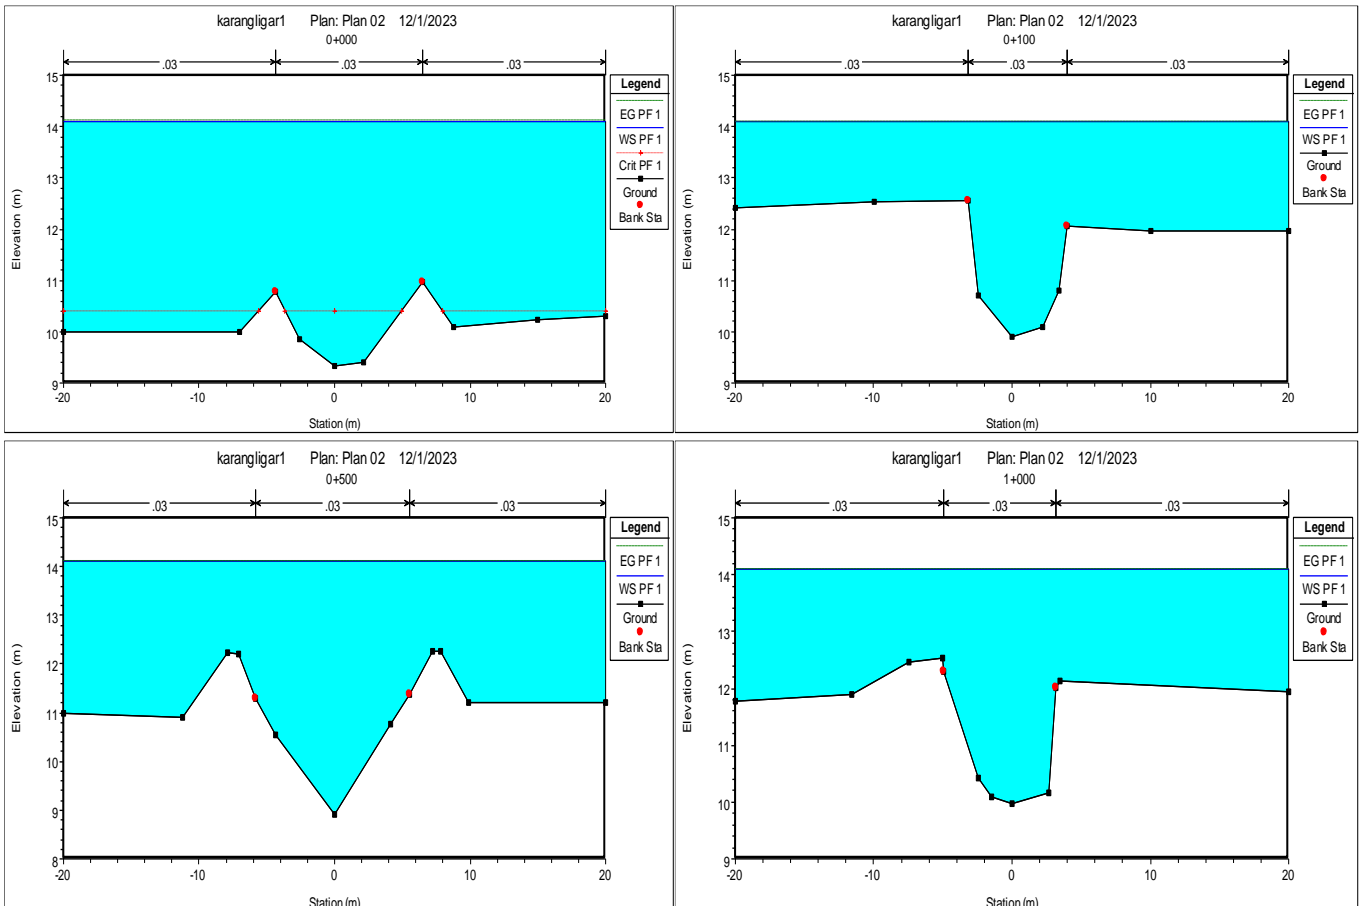 karangligar1 Plan: Plan 02 12/1/2023
0+000
.03 .03 .03
Legend
EG PF 1
WS PF 1
Crit PF 1
Ground
Bank Sta
15
14
13
12
11
10
9
-20 -10 0 10 20
Station (m)
Elevation (m)
karangligar1 Plan: Plan 02 12/1/2023
0+100
.03 .03 .03
Legend
EG PF 1
WS PF 1
Ground
Bank Sta
15
14
13
12
11
10
9
-20 -10 0 10 20
Station (m)
Elevation (m)
karangligar1 Plan: Plan 02 12/1/2023
0+500
.03 .03 .03
Legend
EG PF 1
WS PF 1
Ground
Bank Sta
15
14
13
12
11
10
9
8
-20 -10 0 10 20
Station (m)
Elevation (m)
karangligar1 Plan: Plan 02 12/1/2023
1+000
.03 .03 .03
Legend
EG PF 1
WS PF 1
Ground
Bank Sta
15
14
13
12
11
10
9
-20 -10 0 10 20
Station (m)
Elevation (m)